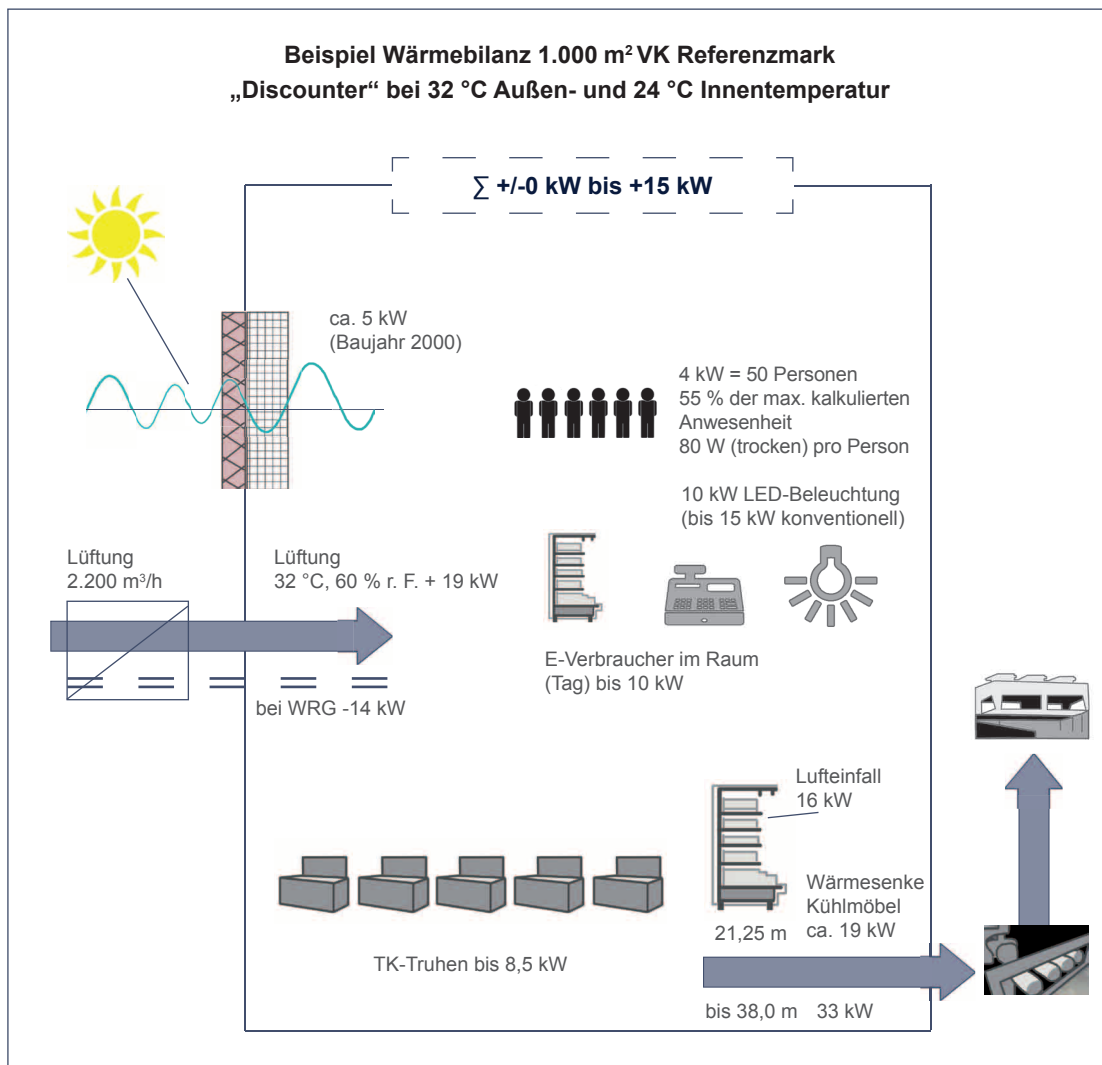 Beispiel Wärmebilanz 1.000 m² VK Referenzmark
„Discounter“ bei 32 °C Außen- und 24 °C Innentemperatur
∑ +/-0 kW bis +15 kW
ca. 5 kW
(Baujahr 2000)
4 kW = 50 Personen
55 % der max. kalkulierten
Anwesenheit
80 W (trocken) pro Person
10 kW LED-Beleuchtung
(bis 15 kW konventionell)
Lüftung
2.200 m³/h
Lüftung
32 °C, 60 % r. F. + 19 kW
E-Verbraucher im Raum
(Tag) bis 10 kW
bei WRG -14 kW
Lufteinfall
16 kW
Wärmesenke
Kühlmöbel
ca. 19 kW
21,25 m
TK-Truhen bis 8,5 kW
bis 38,0 m 33 kW